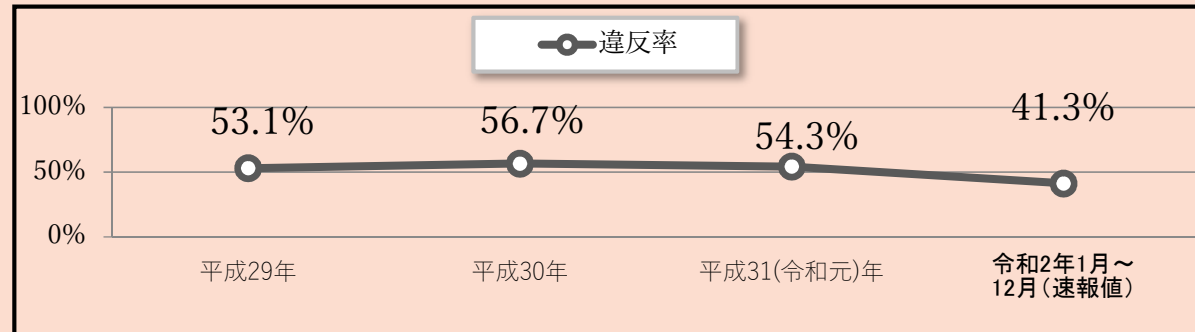 違反率
100%
50%
0%
53.1%
56.7%
54.3%
41.3%
平成29年
平成30年
平成31(令和元)年
令和2年1月～
12月(速報値)